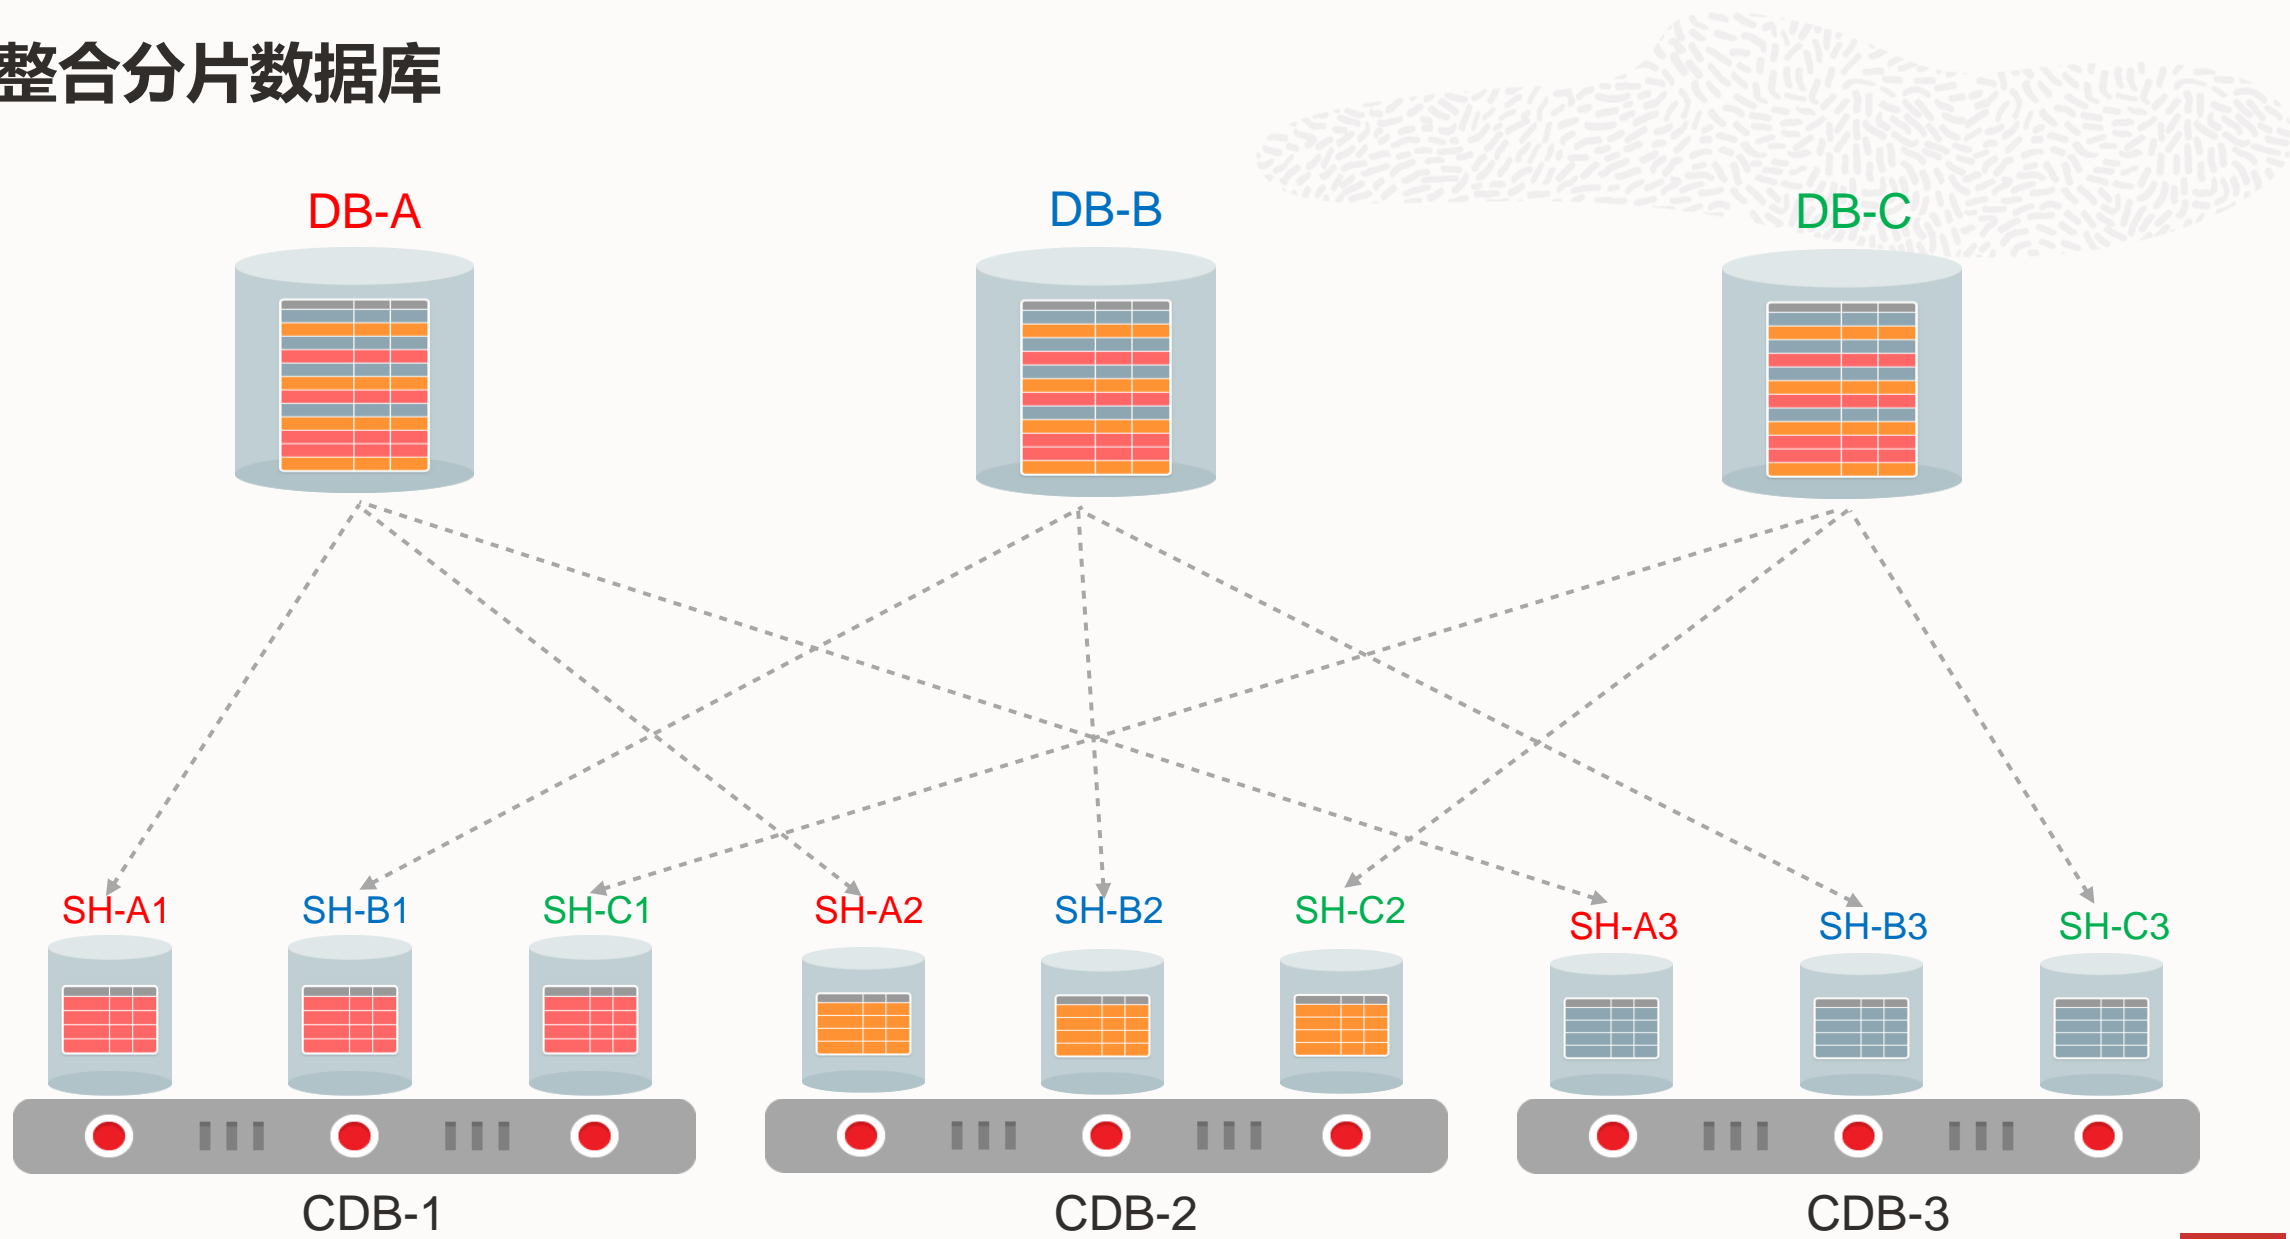 整合分片数据库
DB-A
DB-B
DB-C
SH-A1
SH-B1
SH-C1
SH-A2
SH-B2
SH-C2
SH-A3
SH-B3
SH-C3
CDB-1
CDB-2
CDB-3